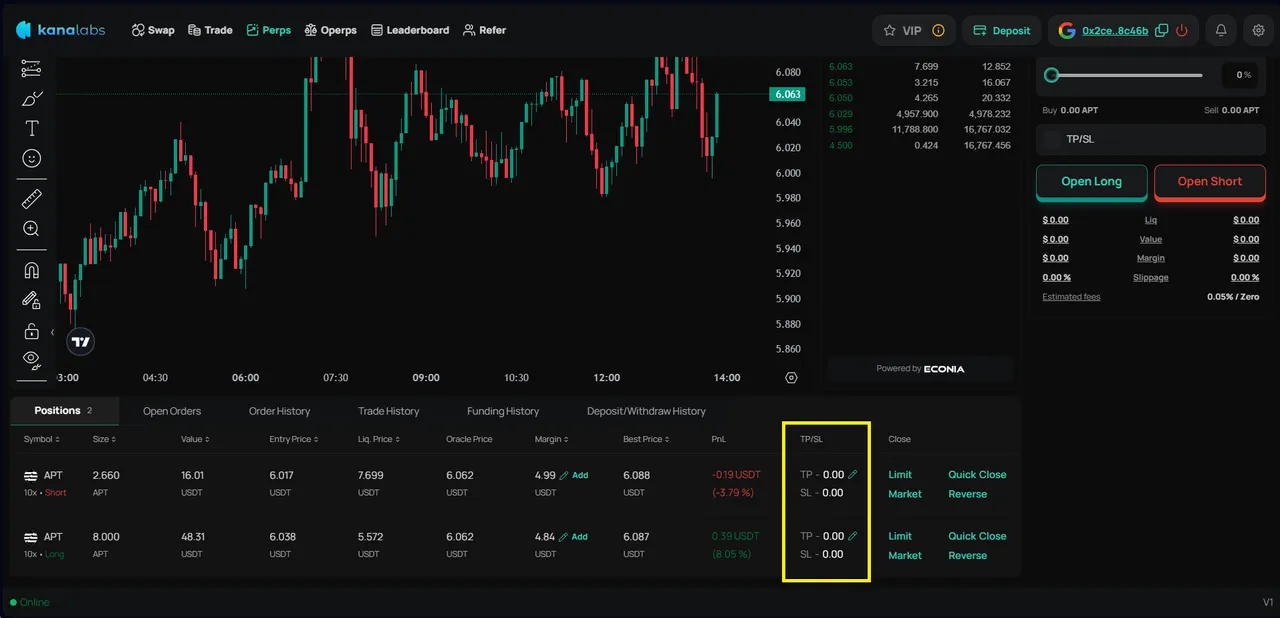 kanalabs Swap Trade Perps Operps Leaderboard Refer VIP Deposit 0x2ce..8c46b
6.080
6.063
6.040
6.020
6.000
5.980
5.960
5.940
5.920
5.900
5.880
5.860
3:00 04:30 06:00 07:30 09:00 10:30 12:00 14:00
6.063 7.699 12.852
6.053 3.215 16.067
6.050 4.265 20.332
6.029 4,957.900 4,978.232
5.996 11,788.800 16,767.032
4.500 0.424 16,767.456
Powered by ECONIA
0 %
Buy 0.00 APT Sell 0.00 APT
TP/SL
Open Long Open Short
$ 0.00 Liq $ 0.00
$ 0.00 Value $ 0.00
$ 0.00 Margin $ 0.00
0.00 % Slippage 0.00 %
Estimated fees 0.05% / Zero
Positions 2 Open Orders Order History Trade History Funding History Deposit/Withdraw History
Symbol Size Value Entry Price Liq. Price Oracle Price Margin Best Price PnL TP/SL Close
APT 2.660 16.01 6.017 7.699 6.062 4.99 Add 6.088 -0.19 USDT TP - 0.00 Limit Quick Close
10x • Short APT USDT USDT USDT USDT USDT USDT (-3.79 %) SL - 0.00 Market Reverse
APT 8.000 48.31 6.038 5.572 6.062 4.84 Add 6.087 0.39 USDT TP - 0.00 Limit Quick Close
10x • Long APT USDT USDT USDT USDT USDT USDT (8.05 %) SL - 0.00 Market Reverse
Online V1